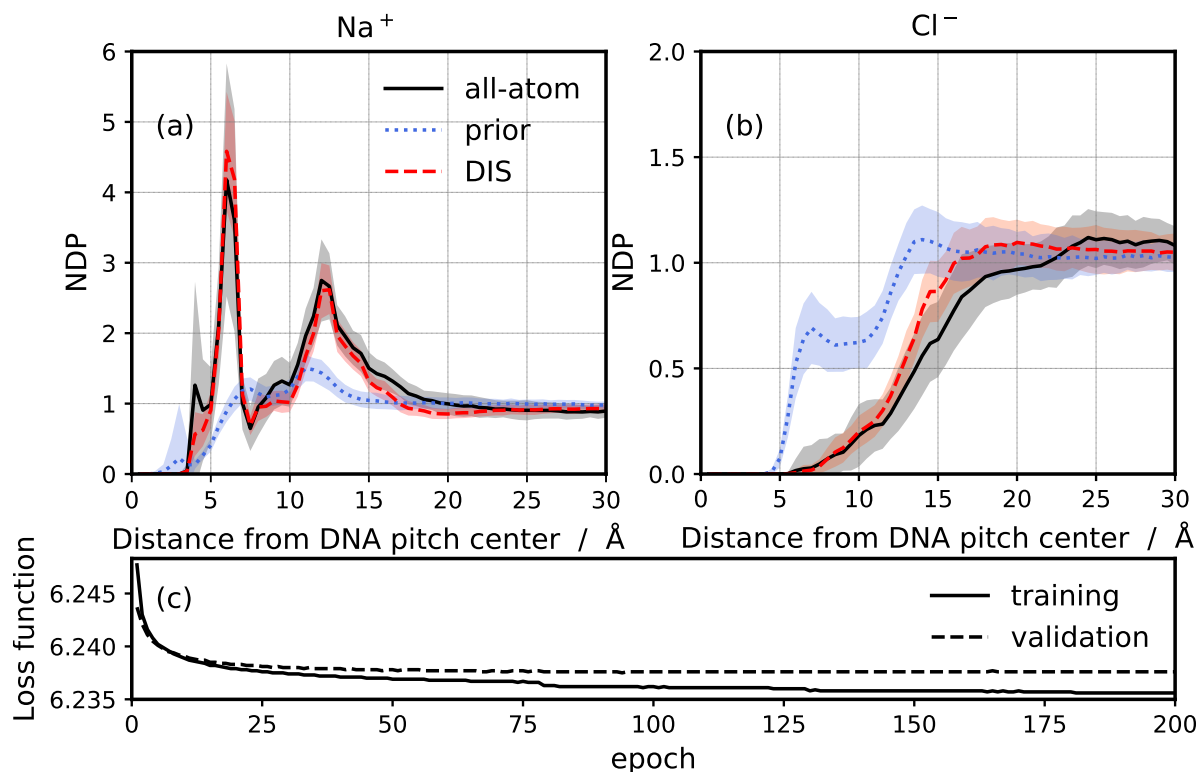 Na+
Cl−
6
5
4
3
2
1
0
NDP
(a)
all-atom
prior
DIS
0 5 10 15 20 25 30
Distance from DNA pitch center / Å
2.0
1.5
1.0
0.5
0.0
NDP
(b)
0 5 10 15 20 25 30
Distance from DNA pitch center / Å
Loss function
6.245
6.240
6.235
(c)
training
validation
0 25 50 75 100 125 150 175 200
epoch